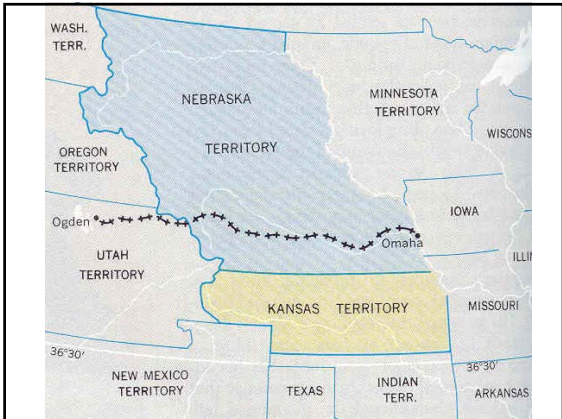 WASH.
TERR.
NEBRASKA
TERRITORY
MINNESOTA
TERRITORY
WISCONS
OREGON
TERRITORY
IOWA
Ogden
Omaha
UTAH
TERRITORY
ILLI
KANSAS TERRITORY
MISSOURI
36°30'
36°30'
NEW MEXICO
TERRITORY
TEXAS
INDIAN
TERR.
ARKANSAS